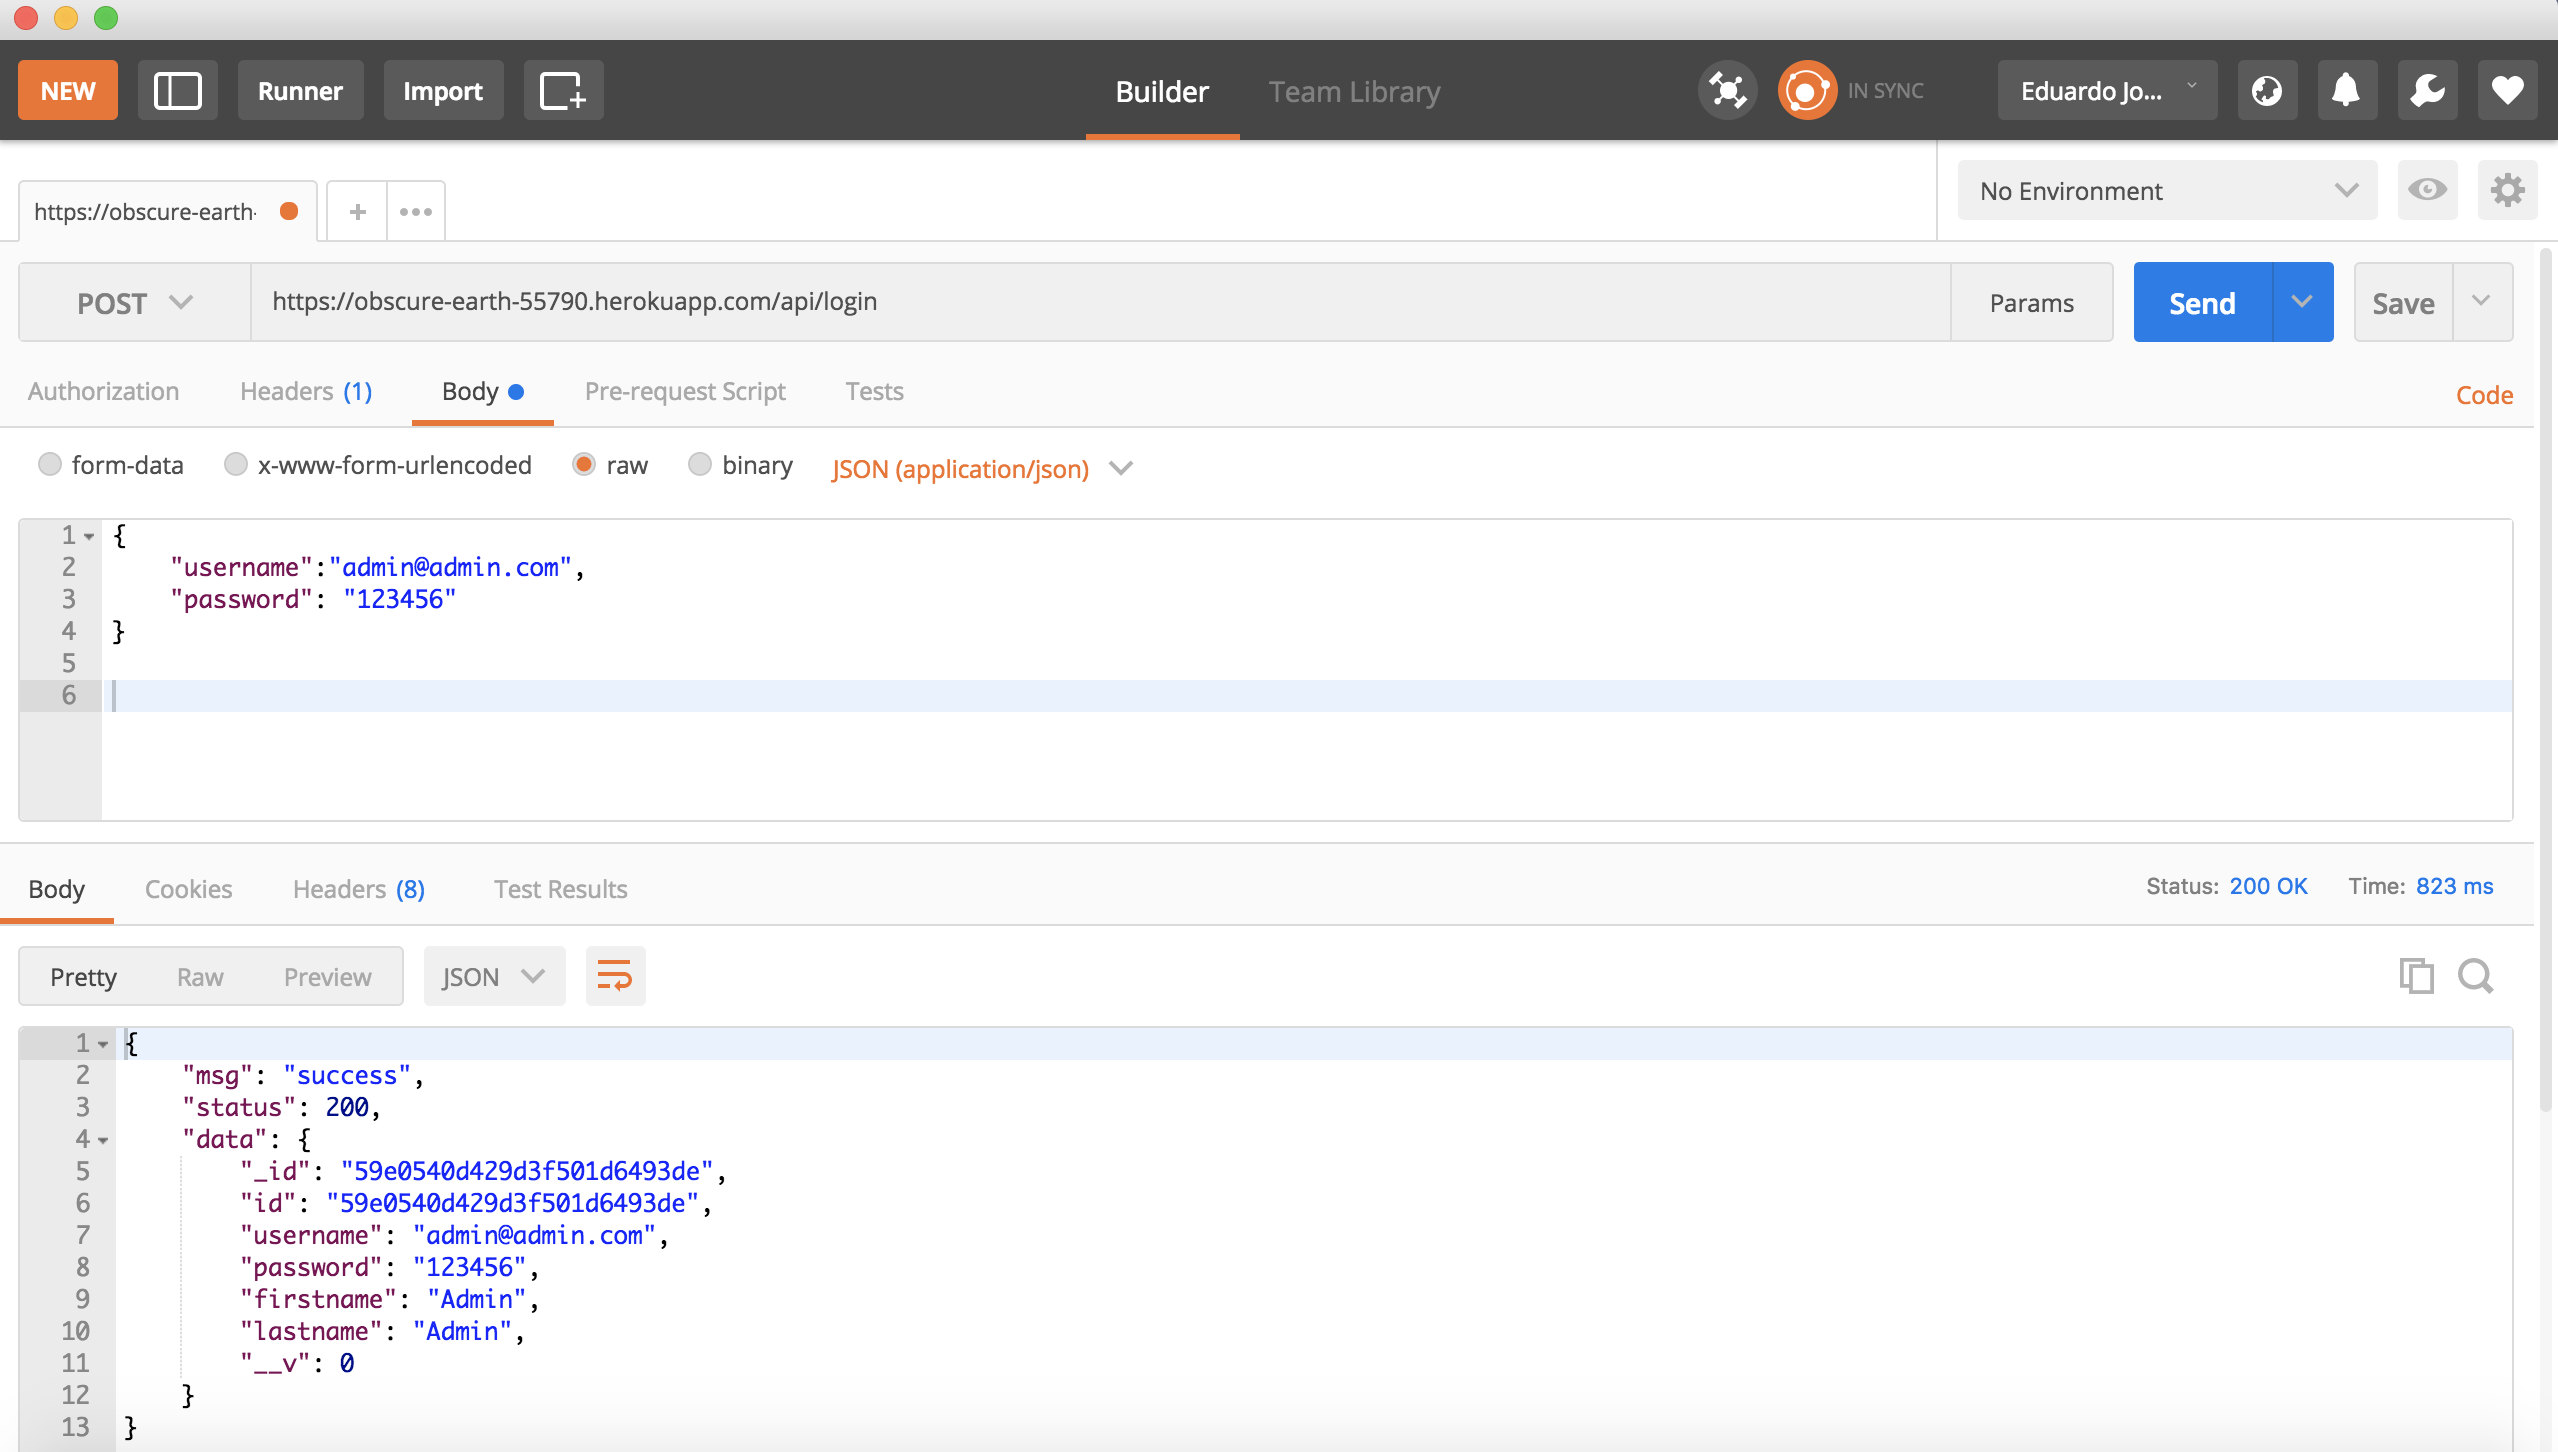 NEW Runner Import Builder Team Library IN SYNC Eduardo Jo...
https://obscure-earth- No Environment
POST https://obscure-earth-55790.herokuapp.com/api/login Params Send Save
Authorization Headers (1) Body Pre-request Script Tests Code
form-data x-www-form-urlencoded raw binary JSON (application/json)
1 {
2 "username":"admin@admin.com",
3 "password": "123456"
4 }
5
6
Body Cookies Headers (8) Test Results Status: 200 OK Time: 823 ms
Pretty Raw Preview JSON
1 {
2 "msg": "success",
3 "status": 200,
4 "data": {
5 "_id": "59e0540d429d3f501d6493de",
6 "id": "59e0540d429d3f501d6493de",
7 "username": "admin@admin.com",
8 "password": "123456",
9 "firstname": "Admin",
10 "lastname": "Admin",
11 "__v": 0
12 }
13 }